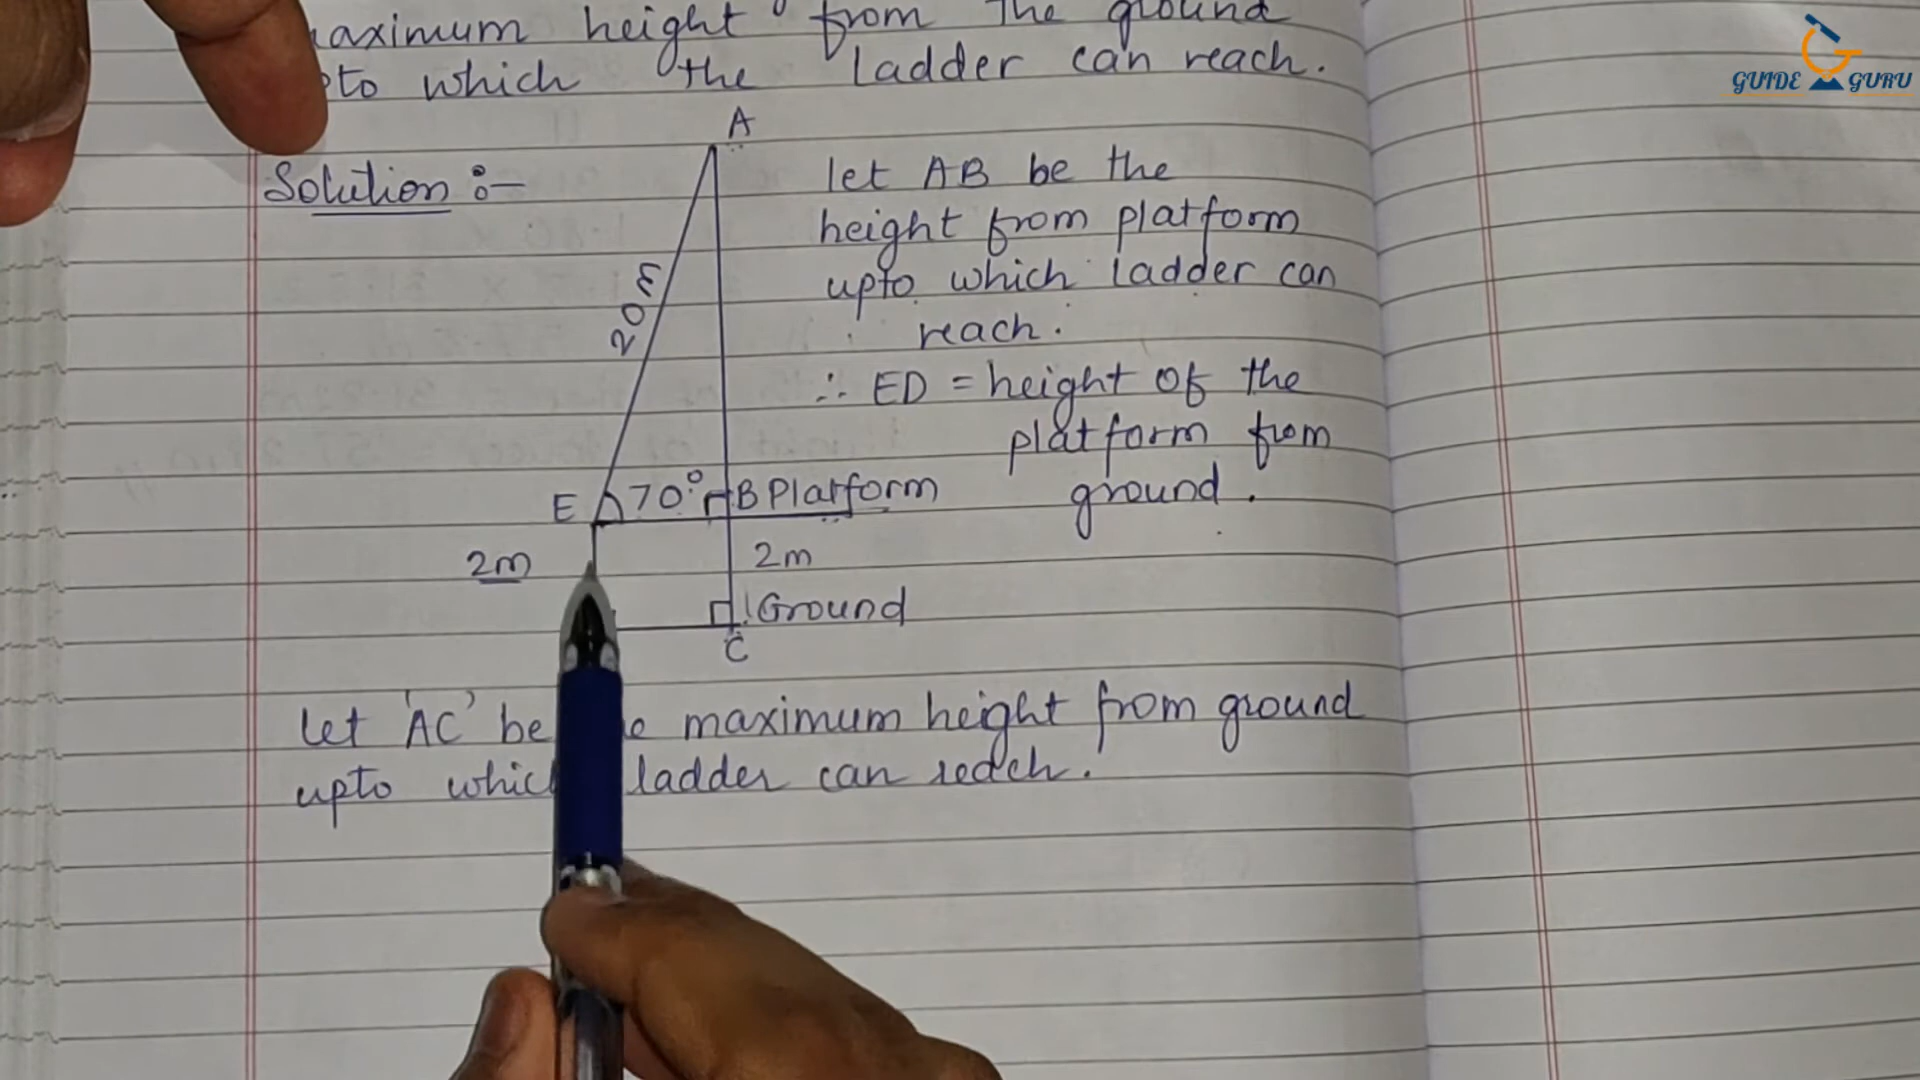 aximum height from the ground
pto which the ladder can reach.
GUIDE GURU
A
Solution :-
let AB be the
height from platform
upto which ladder can
reach.
∴ ED = height of the
platform from
ground.
20m
E 70° B Platform
2m
2m
Ground
C
Let 'AC' be maximum height from ground
upto ladder can reach.